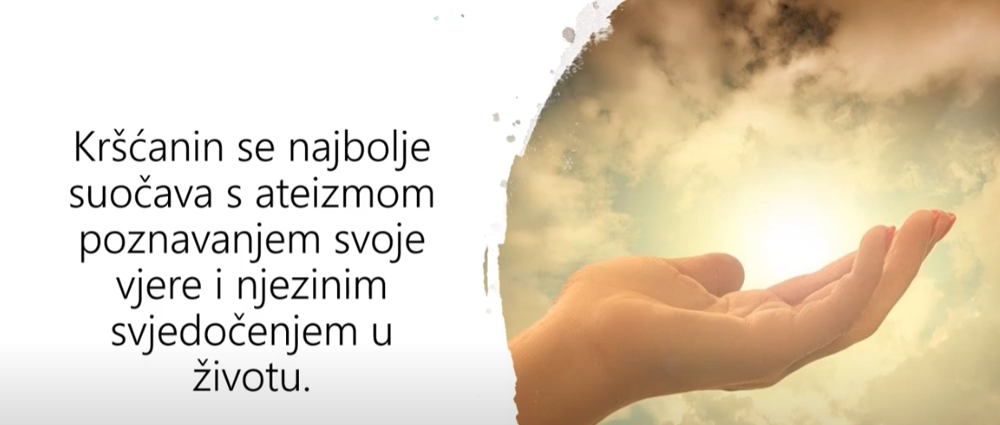 Kršćanin se najbolje
suočava s ateizmom
poznavanjem svoje
vjere i njezinim
svjedočenjem u
životu.